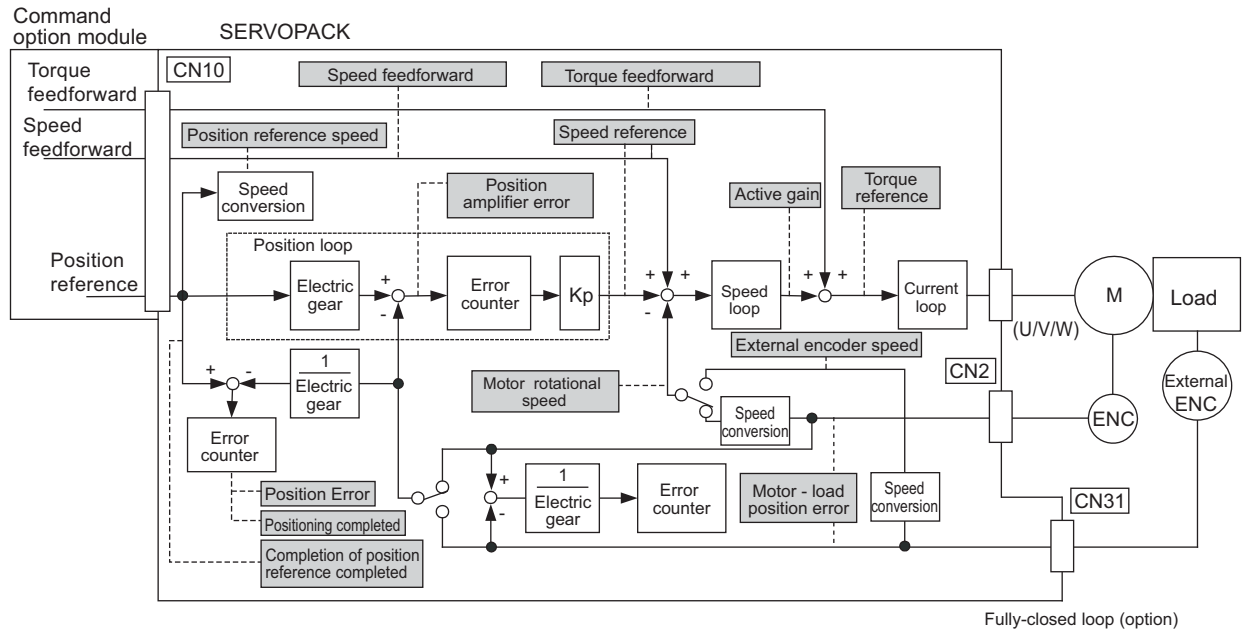 Command
option module
SERVOPACK
CN10
Torque
feedforward
Speed
feedforward
Position
reference
Speed feedforward
Torque feedforward
Position reference speed
Speed reference
Speed
conversion
Position
amplifier error
Active gain
Torque
reference
Position loop
Electric
gear
+
-
Error
counter
Kp
+
+
-
Speed
loop
+
+
Current
loop
(U/V/W)
M
Load
External encoder speed
CN2
External
ENC
+
-
1
Electric
gear
Motor rotational
speed
Speed
conversion
ENC
Error
counter
Position Error
Positioning completed
Completion of position
reference completed
+
-
1
Electric
gear
Error
counter
Motor - load
position error
Speed
conversion
CN31
Fully-closed loop (option)